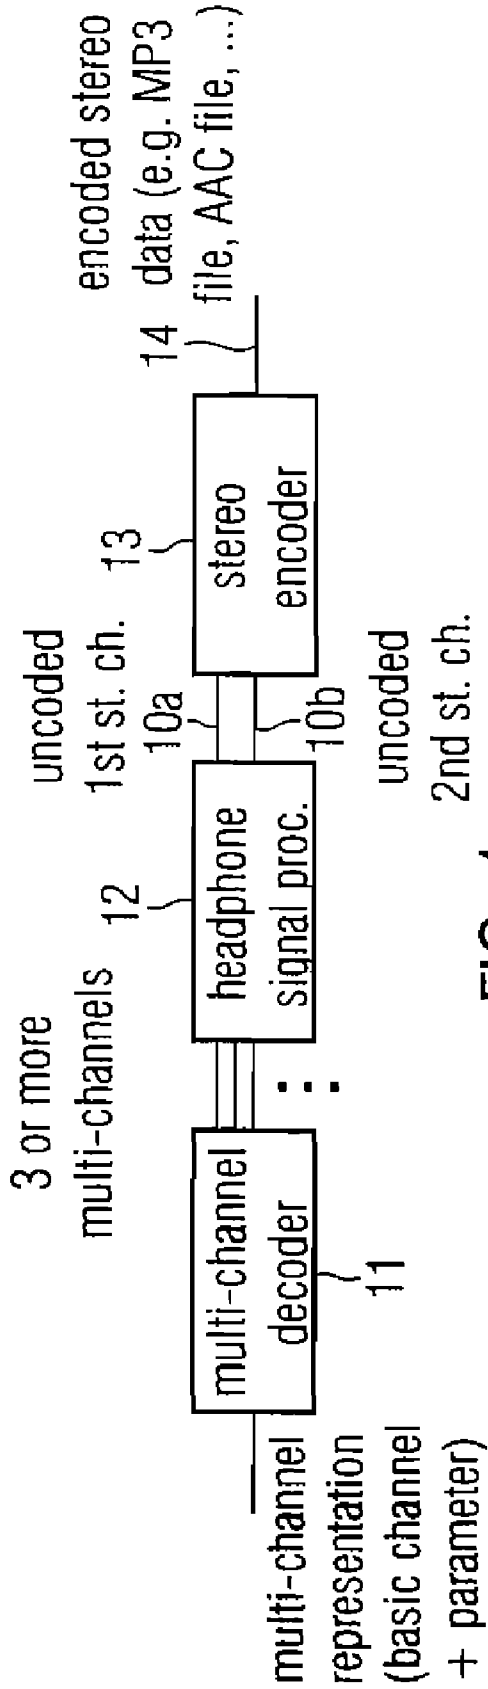 multi-channel
representation
(basic channel
+ parameter)
multi-channel
decoder
11
3 or more
multi-channels
12
headphone
signal proc.
uncoded
1st st. ch.
10a
10b
uncoded
2nd st. ch.
13
stereo
encoder
14
encoded stereo
data (e.g. MP3
file, AAC file, ...)